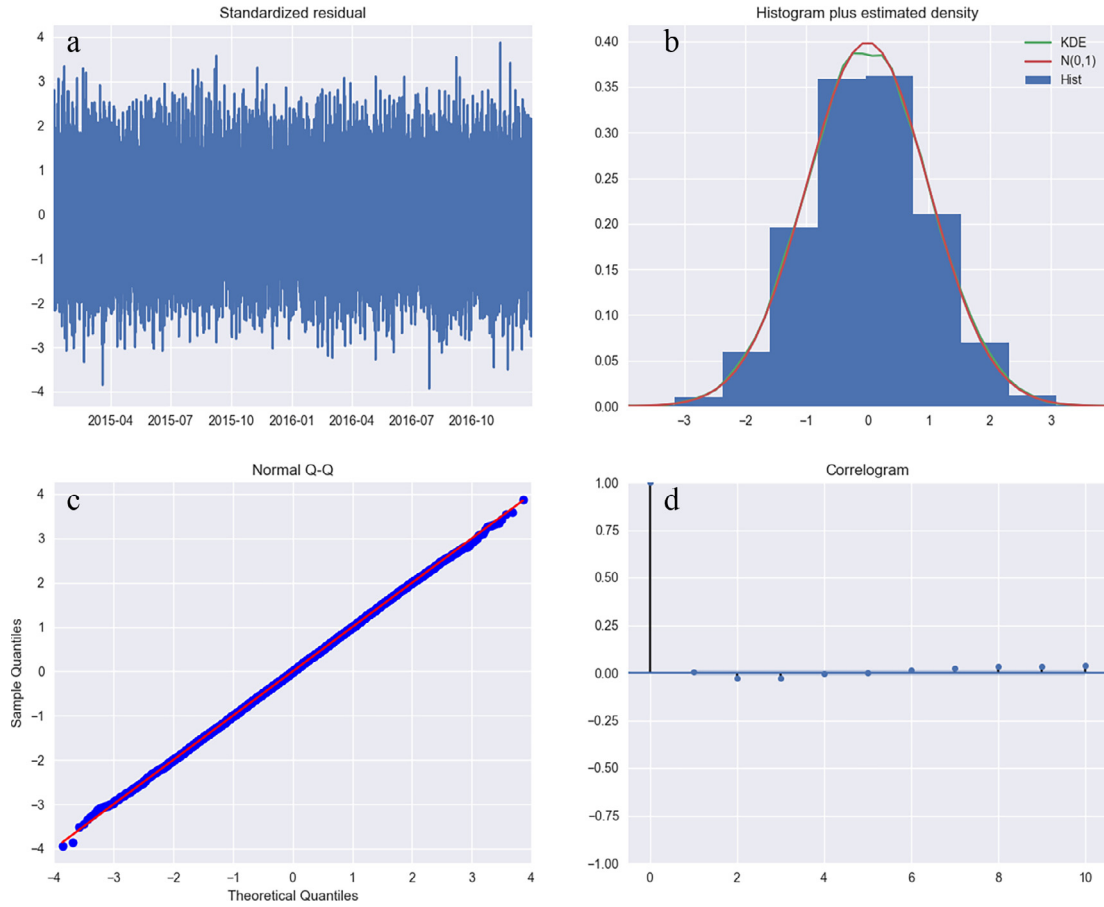 Standardized residual
a
4
3
2
1
0
−1
−2
−3
−4
2015-04 2015-07 2015-10 2016-01 2016-04 2016-07 2016-10
Histogram plus estimated density
b
KDE
N(0,1)
Hist
0.40
0.35
0.30
0.25
0.20
0.15
0.10
0.05
0.00
−3 −2 −1 0 1 2 3
Normal Q-Q
c
Sample Quantiles
4
3
2
1
0
−1
−2
−3
−4
−4 −3 −2 −1 0 1 2 3 4
Theoretical Quantiles
Correlogram
d
1.00
0.75
0.50
0.25
0.00
−0.25
−0.50
−0.75
−1.00
0 2 4 6 8 10